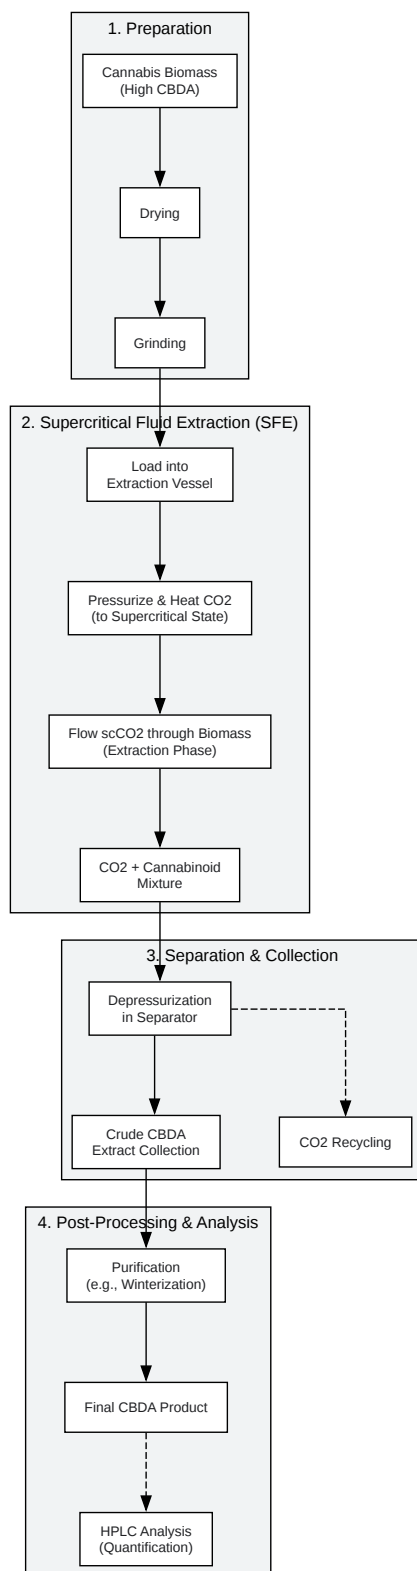 1. Preparation
Cannabis Biomass
(High CBDA)
Drying
Grinding
2. Supercritical Fluid Extraction (SFE)
Load into
Extraction Vessel
Pressurize & Heat CO2
(to Supercritical State)
Flow scCO2 through Biomass
(Extraction Phase)
CO2 + Cannabinoid
Mixture
3. Separation & Collection
Depressurization
in Separator
Crude CBDA
Extract Collection
CO2 Recycling
4. Post-Processing & Analysis
Purification
(e.g., Winterization)
Final CBDA Product
HPLC Analysis
(Quantification)